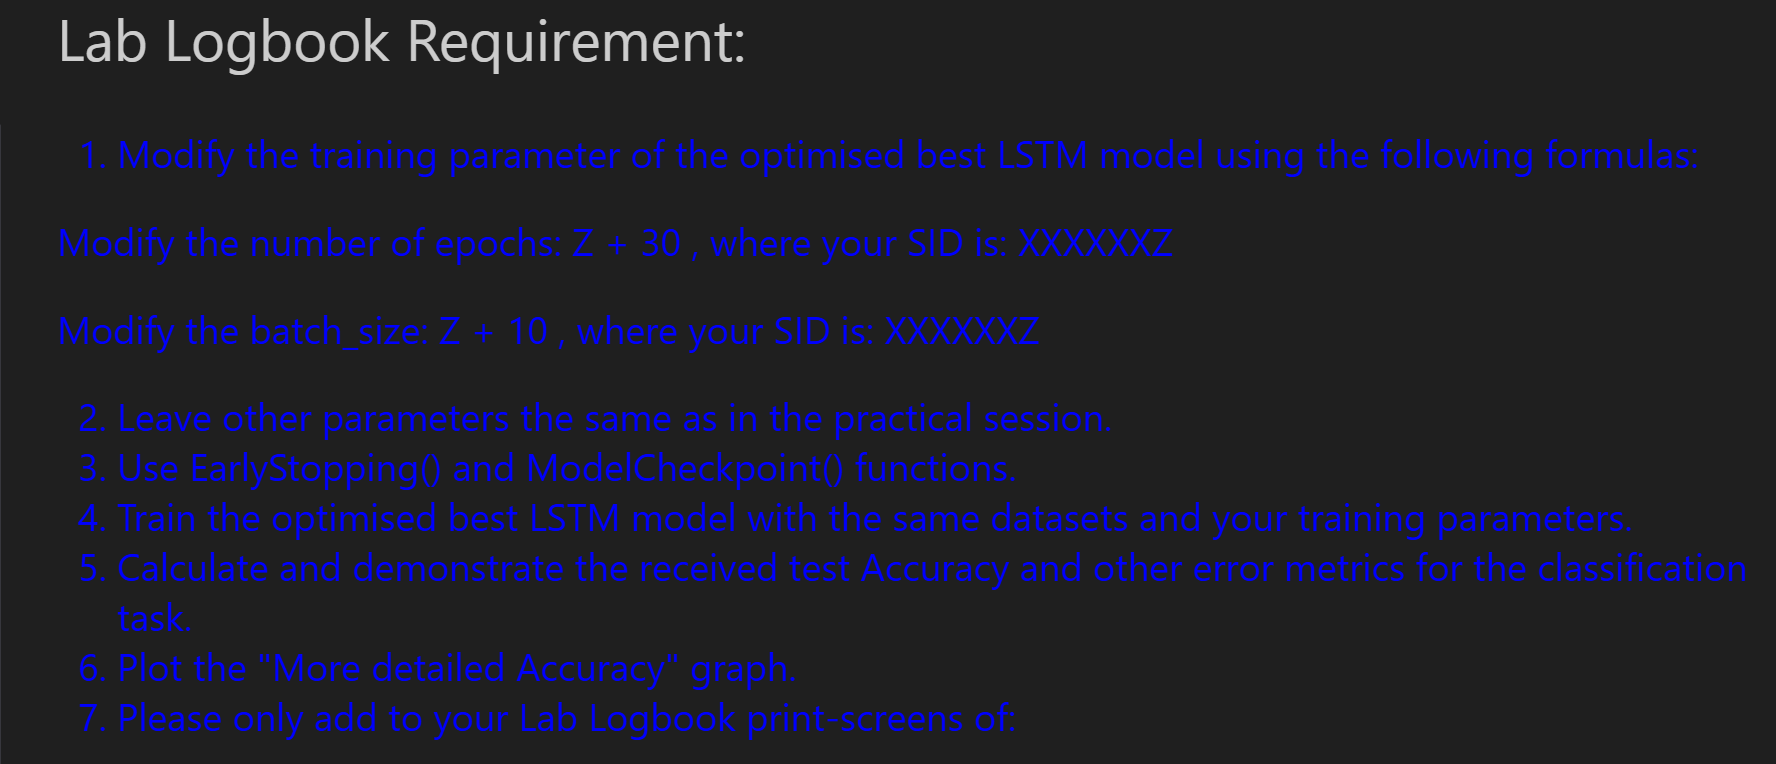 Lab Logbook Requirement:
1. Modify the training parameter of the optimised best LSTM model using the following formulas:
Modify the number of epochs: Z + 30 , where your SID is: XXXXXXZ
Modify the batch_size: Z + 10 , where your SID is: XXXXXXZ
2. Leave other parameters the same as in the practical session.
3. Use EarlyStopping() and ModelCheckpoint() functions.
4. Train the optimised best LSTM model with the same datasets and your training parameters.
5. Calculate and demonstrate the received test Accuracy and other error metrics for the classification
task.
6. Plot the "More detailed Accuracy" graph.
7. Please only add to your Lab Logbook print-screens of: